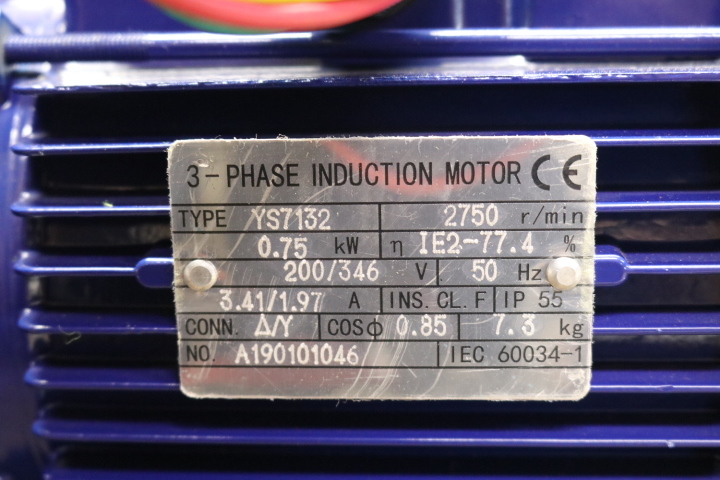 3-PHASE INDUCTION MOTOR CE
TYPE YS7132 2750 r/min
0.75 kW η IE2-77.4 %
200/346 V 50 Hz
3.41/1.97 A INS.CL.F IP 55
CONN. Δ/Y COSϕ 0.85 7.3 kg
NO. A190101046 IEC 60034-1